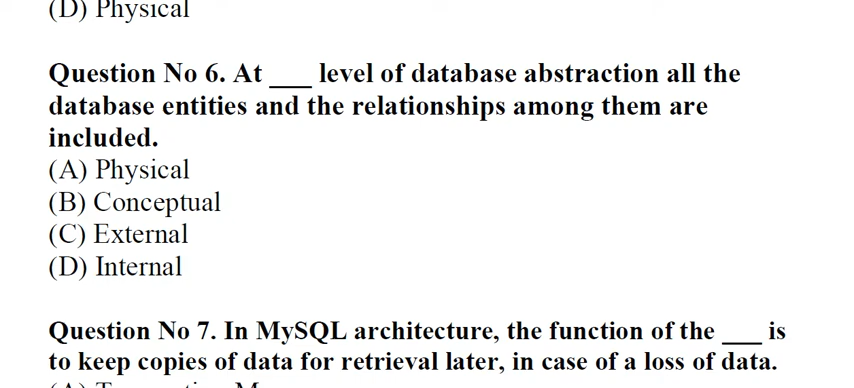 (D) Physical
Question No 6. At ___ level of database abstraction all the
database entities and the relationships among them are
included.
(A) Physical
(B) Conceptual
(C) External
(D) Internal
Question No 7. In MySQL architecture, the function of the ___ is
to keep copies of data for retrieval later, in case of a loss of data.